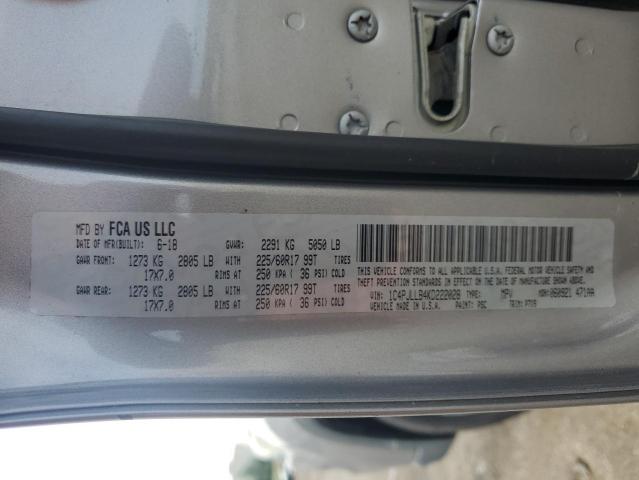 MFD BY FCA US LLC
DATE OF MFR(BUILT): 6-18 GVWR: 2291 KG 5050 LB
GAWR FRONT: 1273 KG 2805 LB WITH 225/60R17 99T TIRES
17X7.0 RIMS AT 250 KPA ( 36 PSI) COLD
GAWR REAR: 1273 KG 2805 LB WITH 225/60R17 99T TIRES
17X7.0 RIMS AT 250 KPA ( 36 PSI) COLD
THIS VEHICLE CONFORMS TO ALL APPLICABLE U.S.A. FEDERAL MOTOR VEHICLE SAFETY AND
THEFT PREVENTION STANDARDS IN EFFECT ON THE DATE OF MANUFACTURE SHOWN ABOVE.
VIN: 1C4PJLLB4KD222028 TYPE: MPV MDH: 060921 471AA
VEHICLE MADE IN U.S.A. PAINT: PSC TRIM: